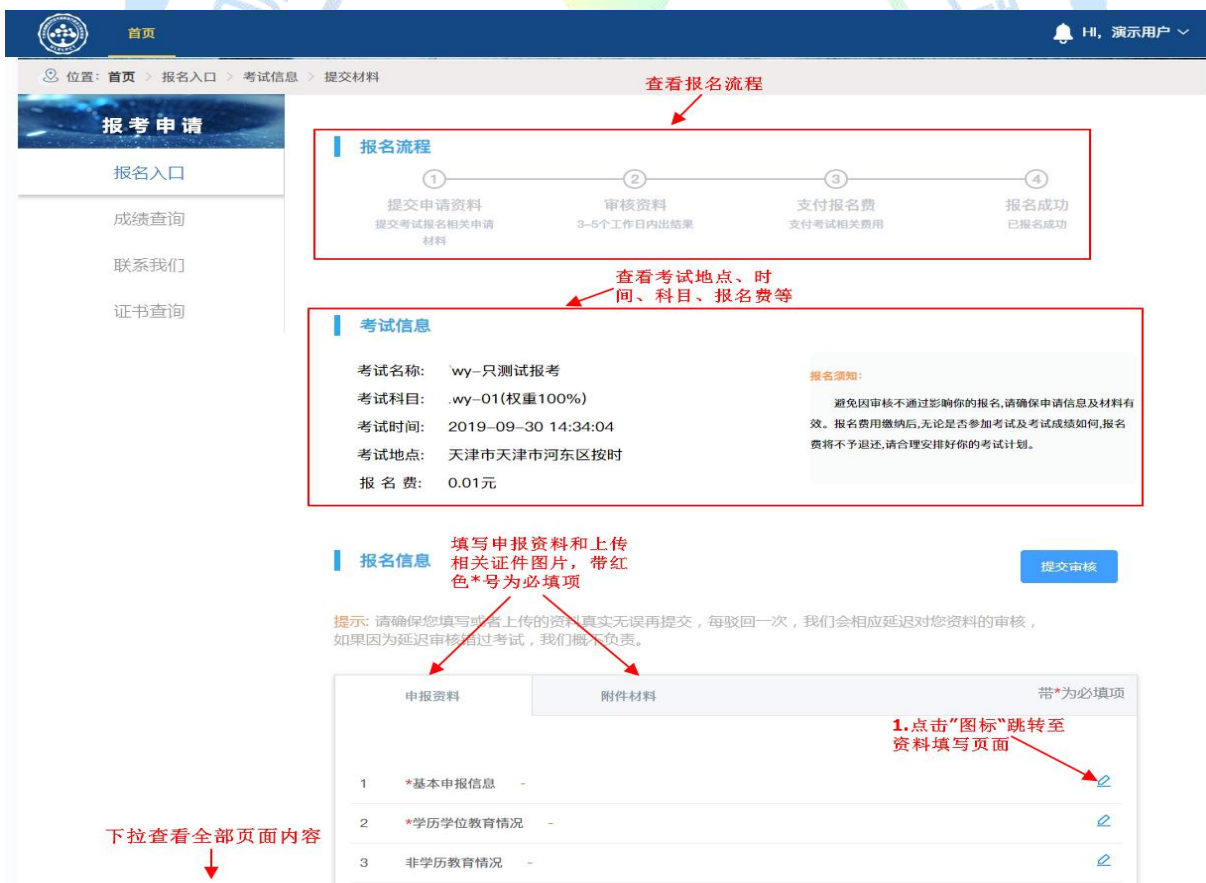 首页
HI，演示用户
位置：首页 > 报名入口 > 考试信息 > 提交材料
查看报名流程
报考申请
报名入口
成绩查询
联系我们
证书查询
报名流程
1 2 3 4
提交申请资料 审核资料 支付报名费 报名成功
提交考试报名相关申请 3-5个工作日内出结果 支付考试相关费用 已报名成功
材料
查看考试地点、时
间、科目、报名费等
考试信息
考试名称: wy-只测试报考
考试科目: .wy-01(权重100%)
考试时间: 2019-09-30 14:34:04
考试地点: 天津市天津市河东区按时
报 名 费: 0.01元
报名须知:
避免因审核不通过影响你的报名,请确保申请信息及材料有
效。报名费用缴纳后,无论是否参加考试及考试成绩如何,报名
费将不予退还,请合理安排好你的考试计划。
报名信息
填写申报资料和上传
相关证件图片，带红
色*号为必填项
提交审核
提示: 请确保您填写或者上传的资料真实无误再提交，每驳回一次，我们会相应延迟对您资料的审核，
如果因为延迟审核错过考试，我们概不负责。
申报资料 附件材料 带*为必填项
1.点击"图标"跳转至
资料填写页面
1 *基本申报信息 -
2 *学历学位教育情况 -
3 非学历教育情况 -
下拉查看全部页面内容